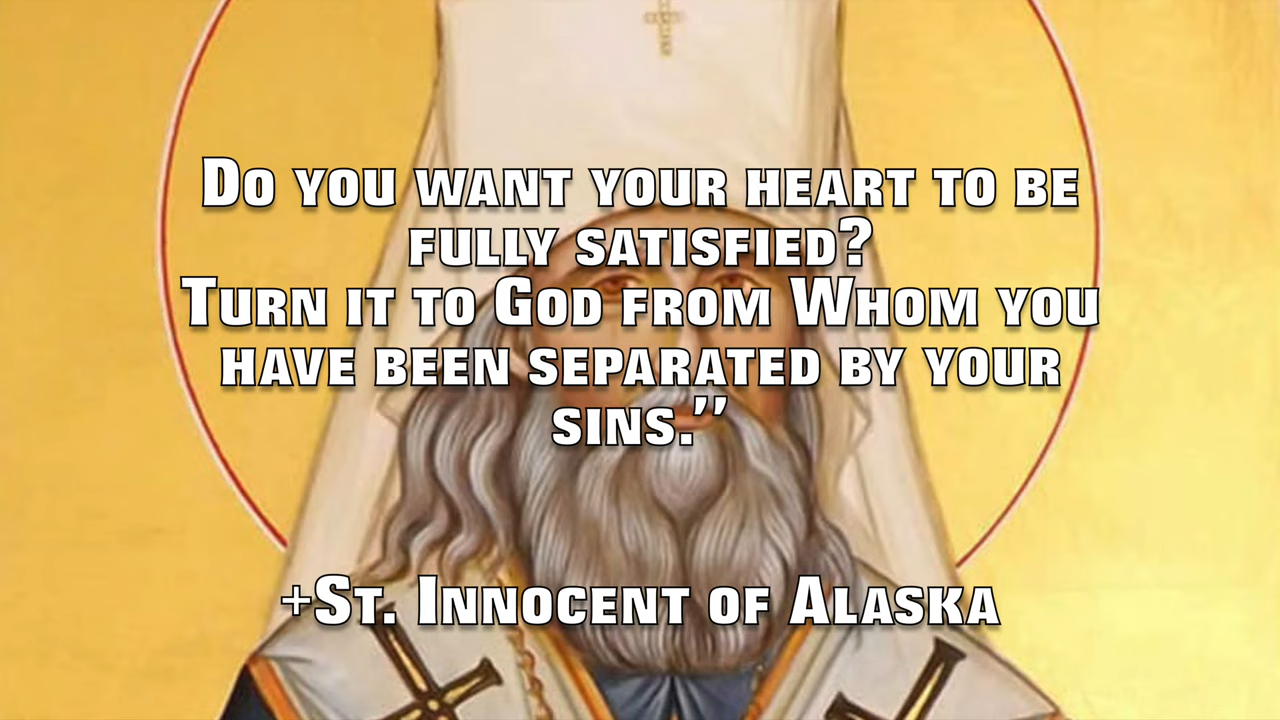 Do you want your heart to be
fully satisfied?
Turn it to God from Whom you
have been separated by your
sins.”
+St. Innocent of Alaska